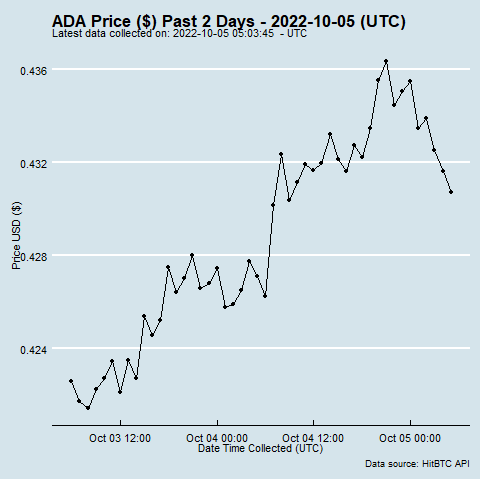 ADA Price ($) Past 2 Days - 2022-10-05 (UTC)
Latest data collected on: 2022-10-05 05:03:45 - UTC
0.436
0.432
0.428
0.424
Price USD ($)
Oct 03 12:00
Oct 04 00:00
Oct 04 12:00
Oct 05 00:00
Date Time Collected (UTC)
Data source: HitBTC API